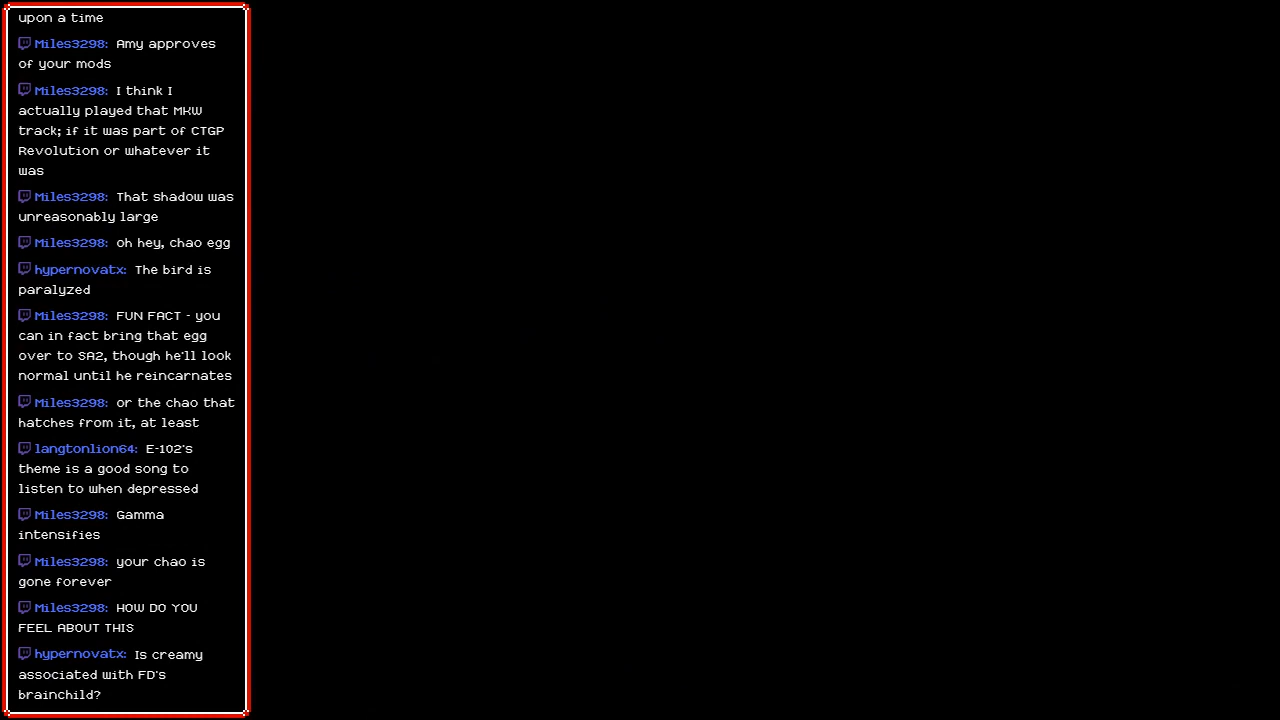 upon a time
Miles3298: Amy approves
of your mods
Miles3298: I think I
actually played that MKW
track; if it was part of CTGP
Revolution or whatever it
was
Miles3298: That shadow was
unreasonably large
Miles3298: oh hey, chao egg
hypernovatx: The bird is
paralyzed
Miles3298: FUN FACT - you
can in fact bring that egg
over to SA2, though he'll look
normal until he reincarnates
Miles3298: or the chao that
hatches from it, at least
langtonlion64: E-102's
theme is a good song to
listen to when depressed
Miles3298: Gamma
intensifies
Miles3298: your chao is
gone forever
Miles3298: HOW DO YOU
FEEL ABOUT THIS
hypernovatx: Is creamy
associated with FD's
brainchild?